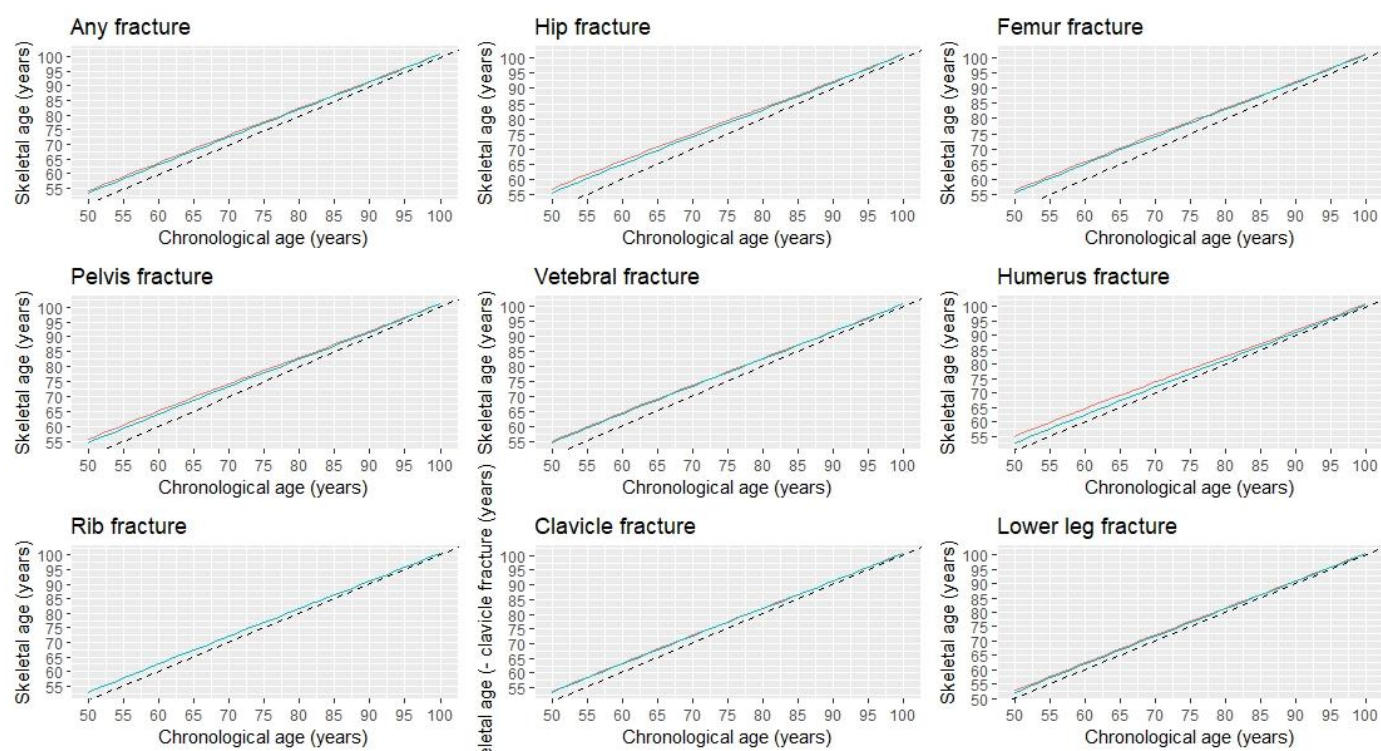 Any fracture
Skeletal age (years)
100
95
90
85
80
75
70
65
60
55
50 55 60 65 70 75 80 85 90 95 100
Chronological age (years)
Hip fracture
Skeletal age (years)
100
95
90
85
80
75
70
65
60
55
50 55 60 65 70 75 80 85 90 95 100
Chronological age (years)
Femur fracture
Skeletal age (years)
100
95
90
85
80
75
70
65
60
55
50 55 60 65 70 75 80 85 90 95 100
Chronological age (years)
Pelvis fracture
Skeletal age (years)
100
95
90
85
80
75
70
65
60
55
50 55 60 65 70 75 80 85 90 95 100
Chronological age (years)
Vetebral fracture
Skeletal age (years)
100
95
90
85
80
75
70
65
60
55
50 55 60 65 70 75 80 85 90 95 100
Chronological age (years)
Humerus fracture
Skeletal age (years)
100
95
90
85
80
75
70
65
60
55
50 55 60 65 70 75 80 85 90 95 100
Chronological age (years)
Rib fracture
Skeletal age (years)
100
95
90
85
80
75
70
65
60
55
50 55 60 65 70 75 80 85 90 95 100
Chronological age (years)
Clavicle fracture
eletal age (- clavicle fracture (years)
100
95
90
85
80
75
70
65
60
55
50 55 60 65 70 75 80 85 90 95 100
Chronological age (years)
Lower leg fracture
Skeletal age (years)
100
95
90
85
80
75
70
65
60
55
50
50 55 60 65 70 75 80 85 90 95 100
Chronological age (years)